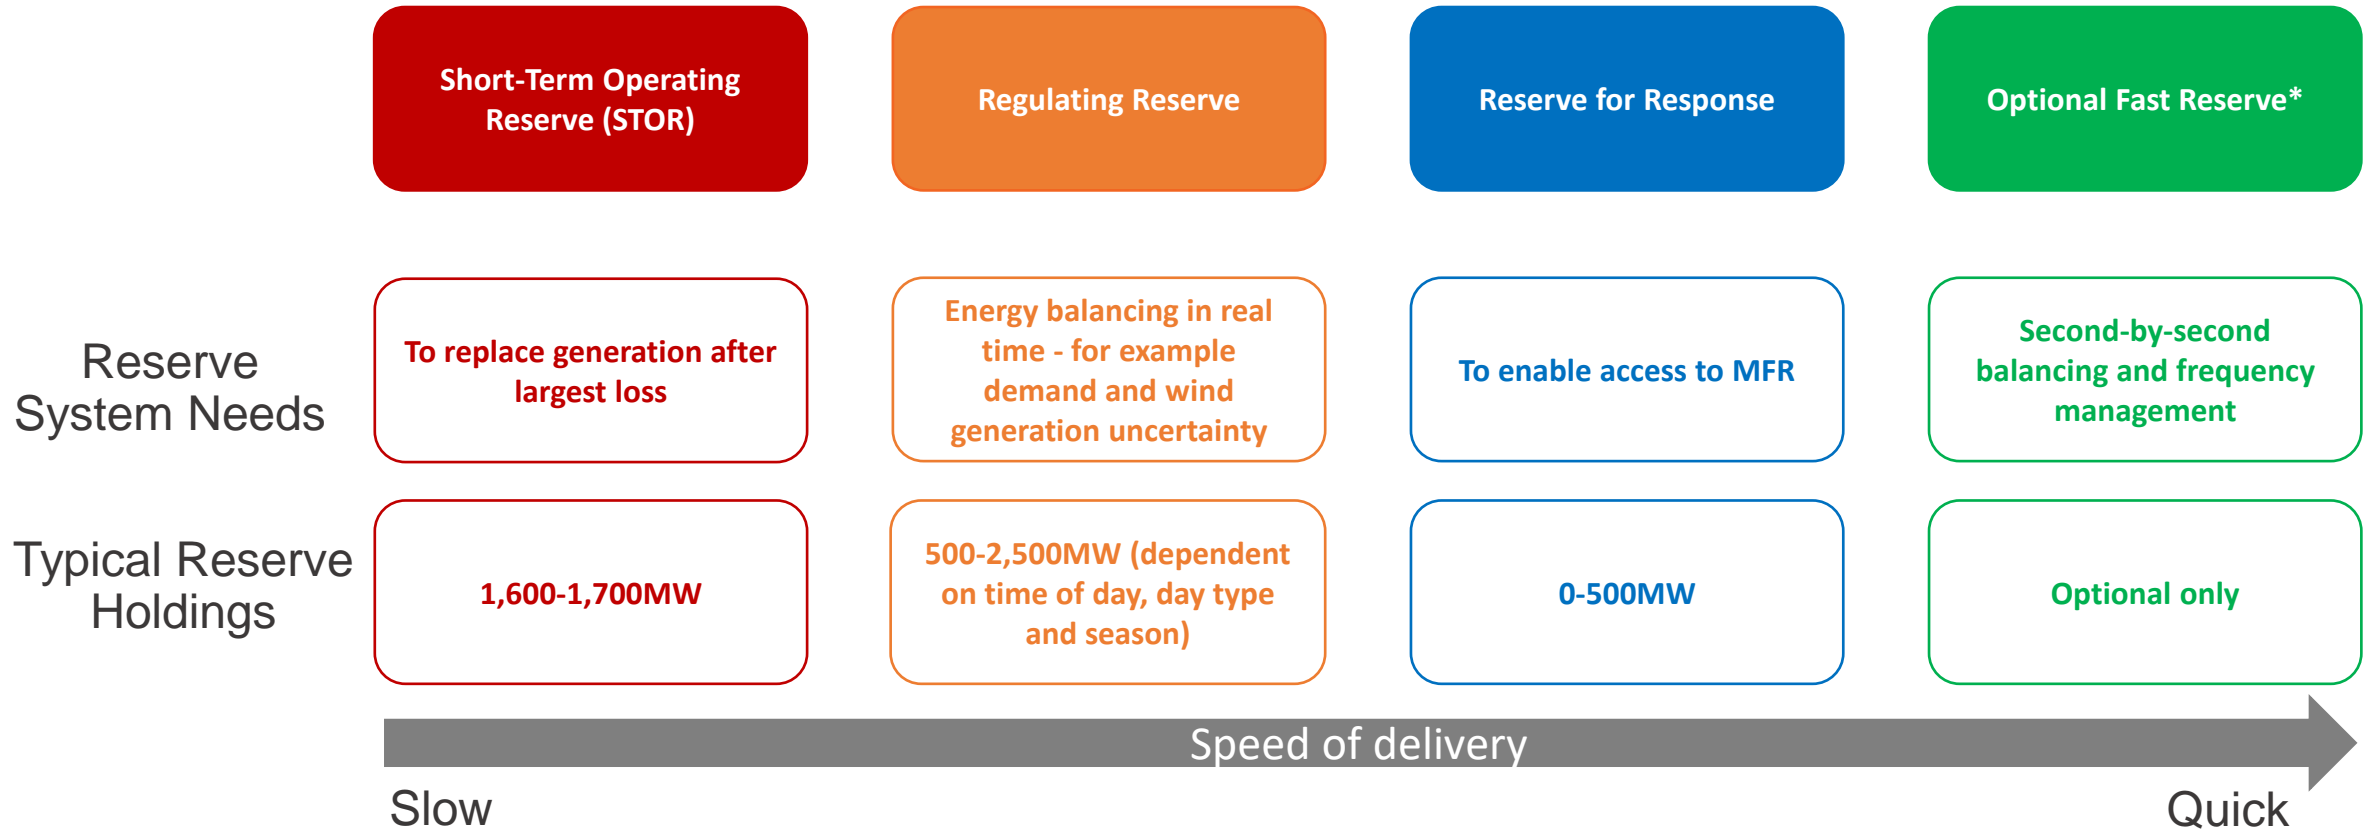 Short-Term Operating
Reserve (STOR)
Regulating Reserve
Reserve for Response
Optional Fast Reserve*
Reserve
System Needs
To replace generation after
largest loss
Energy balancing in real
time - for example
demand and wind
generation uncertainty
To enable access to MFR
Second-by-second
balancing and frequency
management
Typical Reserve
Holdings
1,600-1,700MW
500-2,500MW (dependent
on time of day, day type
and season)
0-500MW
Optional only
Speed of delivery
Slow
Quick